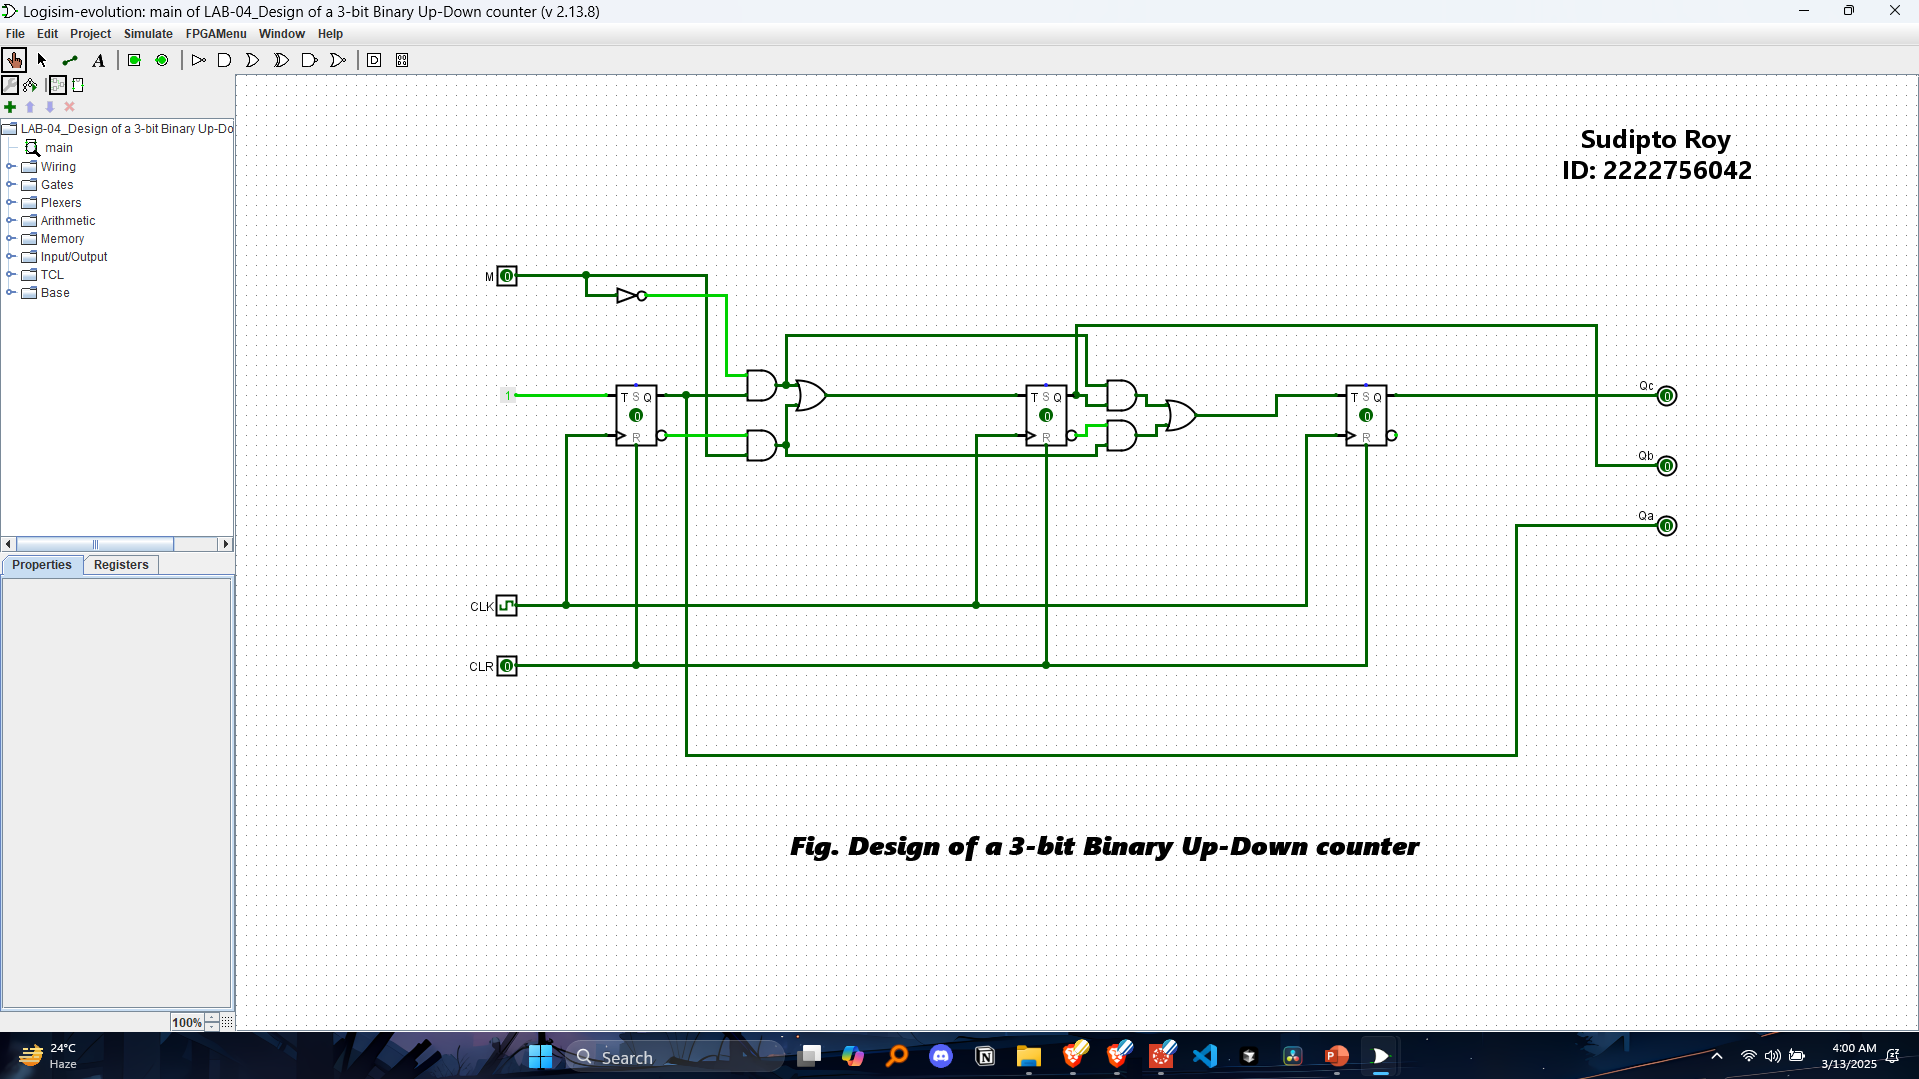 Logisim-evolution: main of LAB-04_Design of a 3-bit Binary Up-Down counter (v 2.13.8)
File Edit Project Simulate FPGAMenu Window Help
A
D
LAB-04_Design of a 3-bit Binary Up-Do
main
Wiring
Gates
Plexers
Arithmetic
Memory
Input/Output
TCL
Base
Properties Registers
100%
Sudipto Roy
ID: 2222756042
M 0
1
T S Q
0
R
T S Q
0
R
T S Q
0
R
Qc 0
Qb 0
Qa 0
CLK
CLR 0
Fig. Design of a 3-bit Binary Up-Down counter
24°C
Haze
Search
4:00 AM
3/13/2025